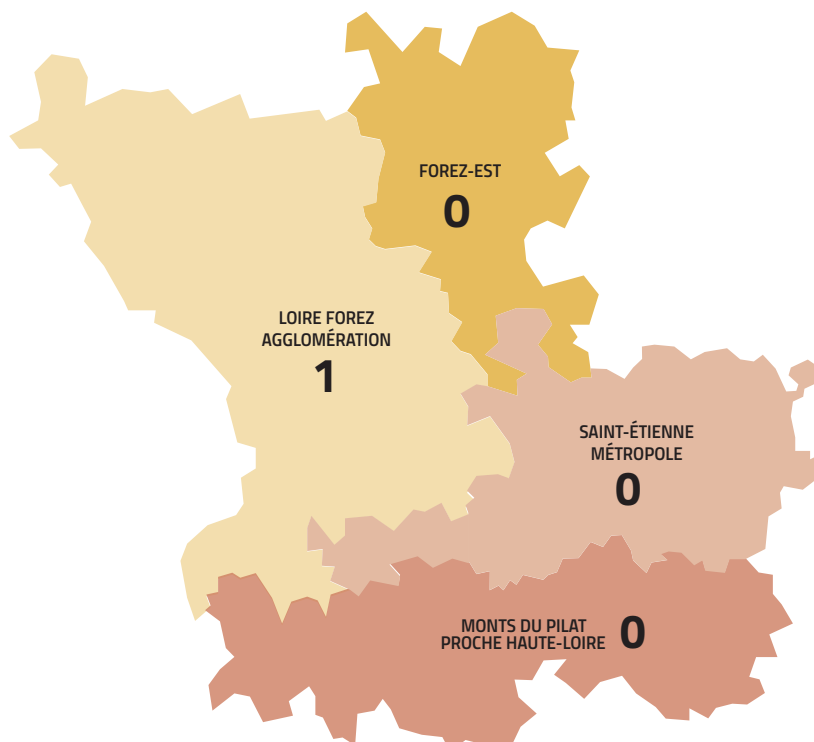 FOREZ-EST
0
LOIRE FOREZ
AGGLOMÉRATION
1
SAINT-ÉTIENNE
MÉTROPOLE
0
MONTS DU PILAT
PROCHE HAUTE-LOIRE
0